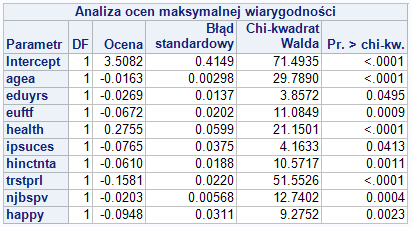 Analiza ocen maksymalnej wiarygodności
Parametr DF Ocena Błąd standardowy Chi-kwadrat Walda Pr. > chi-kw.
Intercept 1 3.5082 0.4149 71.4935 <.0001
agea 1 -0.0163 0.00298 29.7890 <.0001
eduyrs 1 -0.0269 0.0137 3.8572 0.0495
euftf 1 -0.0672 0.0202 11.0849 0.0009
health 1 0.2755 0.0599 21.1501 <.0001
ipsuces 1 -0.0765 0.0375 4.1633 0.0413
hinctnta 1 -0.0610 0.0188 10.5717 0.0011
trstprl 1 -0.1581 0.0220 51.5526 <.0001
njbspv 1 -0.0203 0.00568 12.7402 0.0004
happy 1 -0.0948 0.0311 9.2752 0.0023